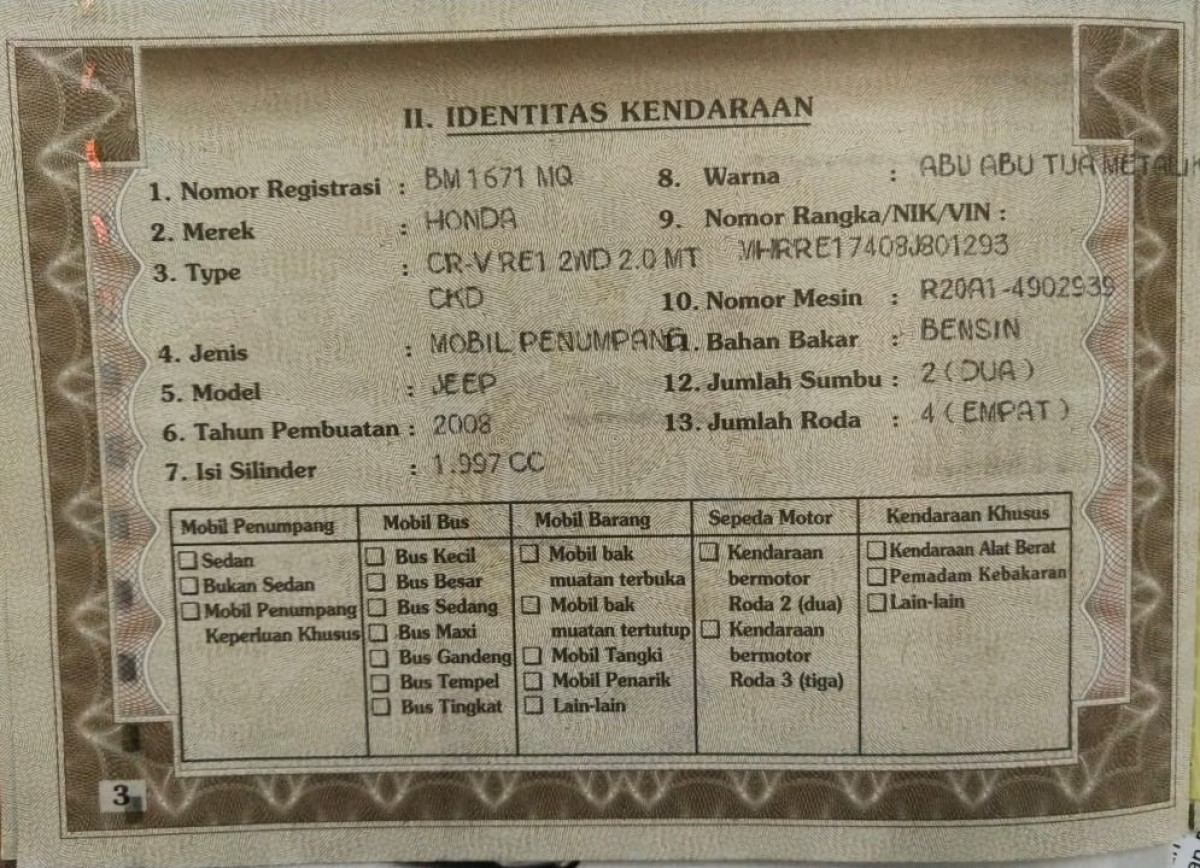 II. IDENTITAS KENDARAAN
1. Nomor Registrasi : BM 1671 MQ
2. Merek : HONDA
3. Type : CR-V RE1 2WD 2.0 MT
CKD
4. Jenis : MOBIL PENUMPANG
5. Model : JEEP
6. Tahun Pembuatan : 2008
7. Isi Silinder : 1.997 CC
8. Warna : ABU ABU TUA METALIK
9. Nomor Rangka/NIK/VIN :
MHRRE17408J801293
10. Nomor Mesin : R20A1-4902939
11. Bahan Bakar : BENSIN
12. Jumlah Sumbu : 2 ( DUA )
13. Jumlah Roda : 4 ( EMPAT )
Mobil Penumpang
Sedan
Bukan Sedan
Mobil Penumpang
Keperluan Khusus
Mobil Bus
Bus Kecil
Bus Besar
Bus Sedang
Bus Maxi
Bus Gandeng
Bus Tempel
Bus Tingkat
Mobil Barang
Mobil bak
muatan terbuka
Mobil bak
muatan tertutup
Mobil Tangki
Mobil Penarik
Lain-lain
Sepeda Motor
Kendaraan
bermotor
Roda 2 (dua)
Kendaraan
bermotor
Roda 3 (tiga)
Kendaraan Khusus
Kendaraan Alat Berat
Pemadam Kebakaran
Lain-lain
3